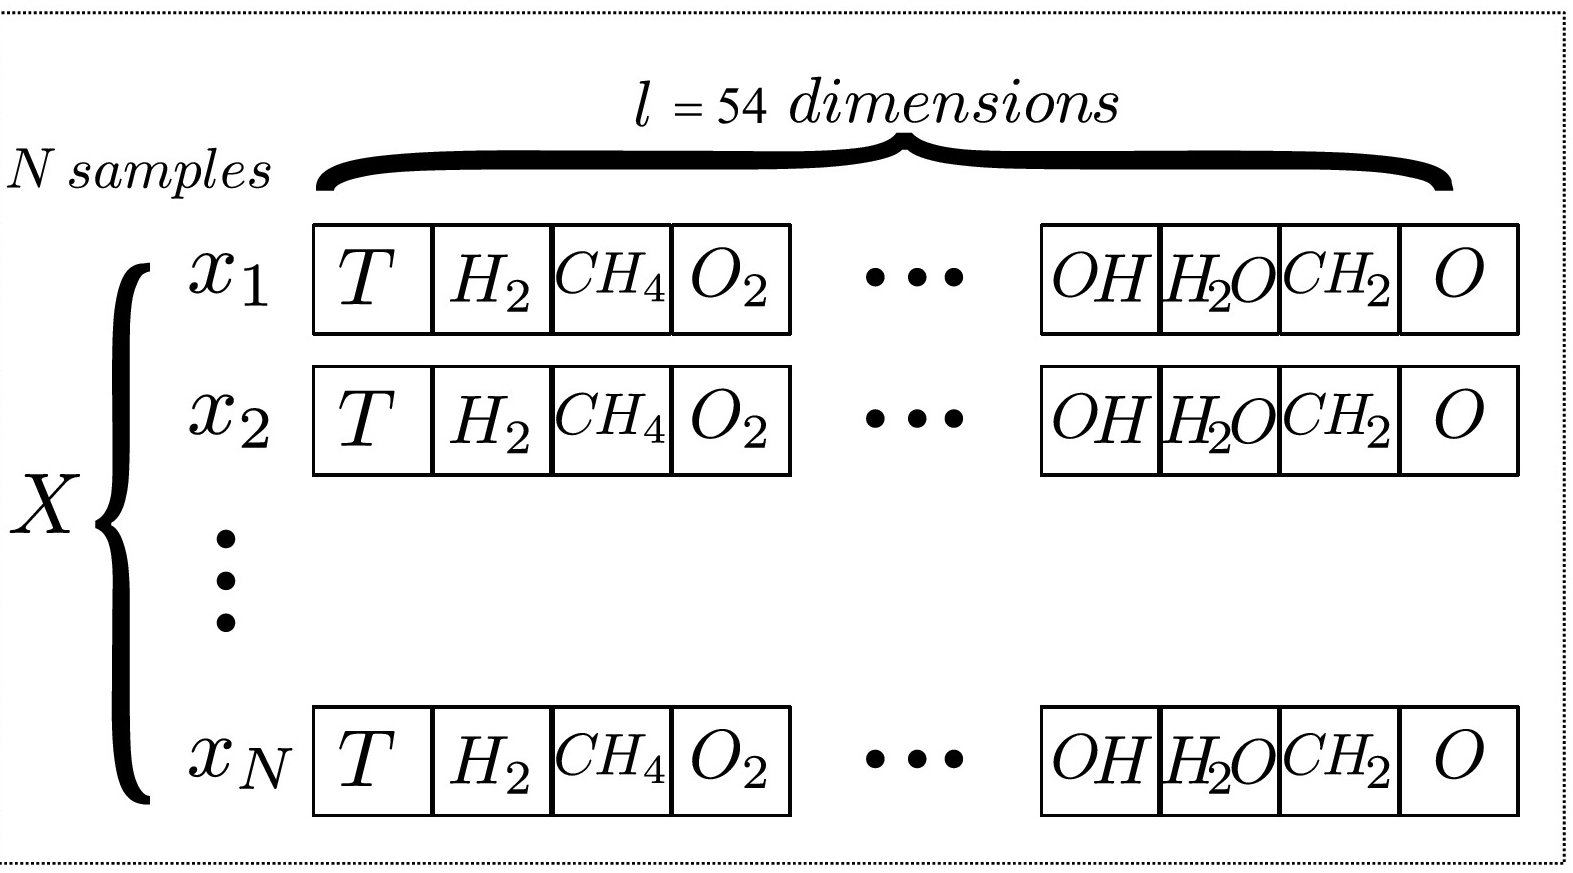 l = 54 dimensions
N samples
x₁ T H₂ CH₄ O₂ ••• OH H₂O CH₂ O
x₂ T H₂ CH₄ O₂ ••• OH H₂O CH₂ O
X
x_N T H₂ CH₄ O₂ ••• OH H₂O CH₂ O